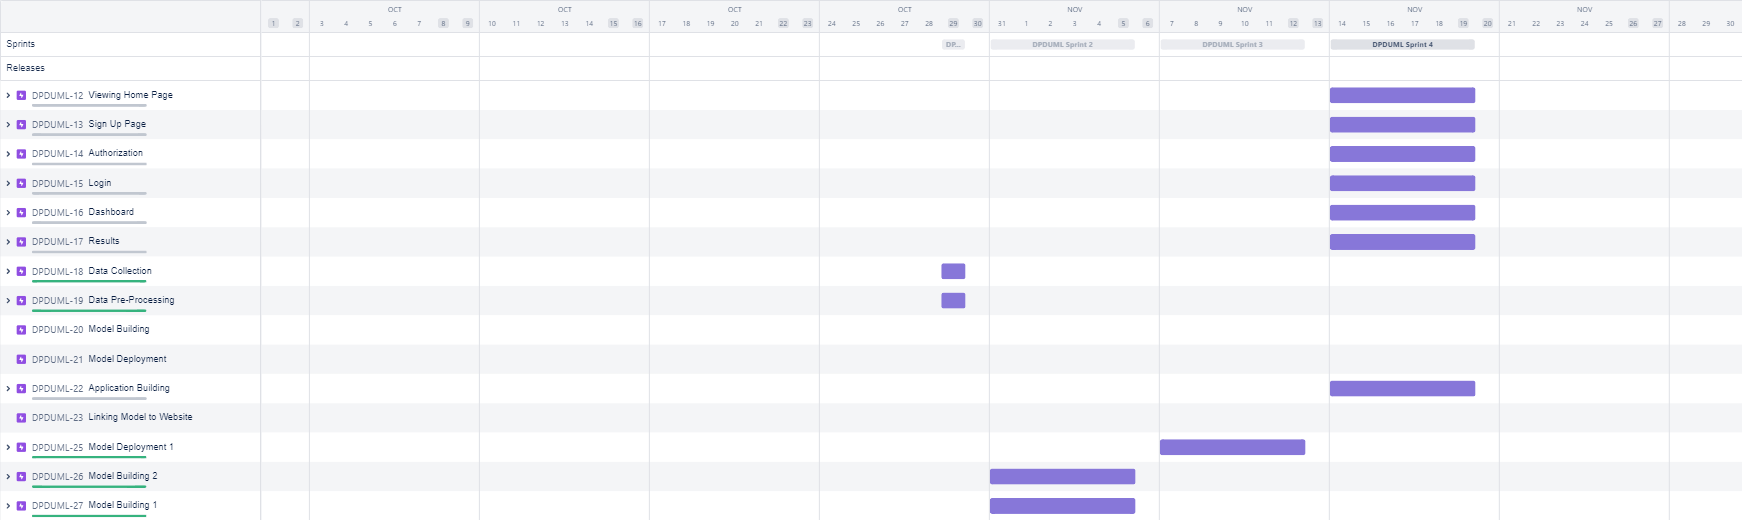 OCT OCT OCT OCT NOV NOV NOV NOV
1 2 3 4 5 6 7 8 9 10 11 12 13 14 15 16 17 18 19 20 21 22 23 24 25 26 27 28 29 30 31 1 2 3 4 5 6 7 8 9 10 11 12 13 14 15 16 17 18 19 20 21 22 23 24 25 26 27 28 29 30
Sprints DP... DPDUML Sprint 2 DPDUML Sprint 3 DPDUML Sprint 4
Releases
DPDUML-12 Viewing Home Page
DPDUML-13 Sign Up Page
DPDUML-14 Authorization
DPDUML-15 Login
DPDUML-16 Dashboard
DPDUML-17 Results
DPDUML-18 Data Collection
DPDUML-19 Data Pre-Processing
DPDUML-20 Model Building
DPDUML-21 Model Deployment
DPDUML-22 Application Building
DPDUML-23 Linking Model to Website
DPDUML-25 Model Deployment 1
DPDUML-26 Model Building 2
DPDUML-27 Model Building 1